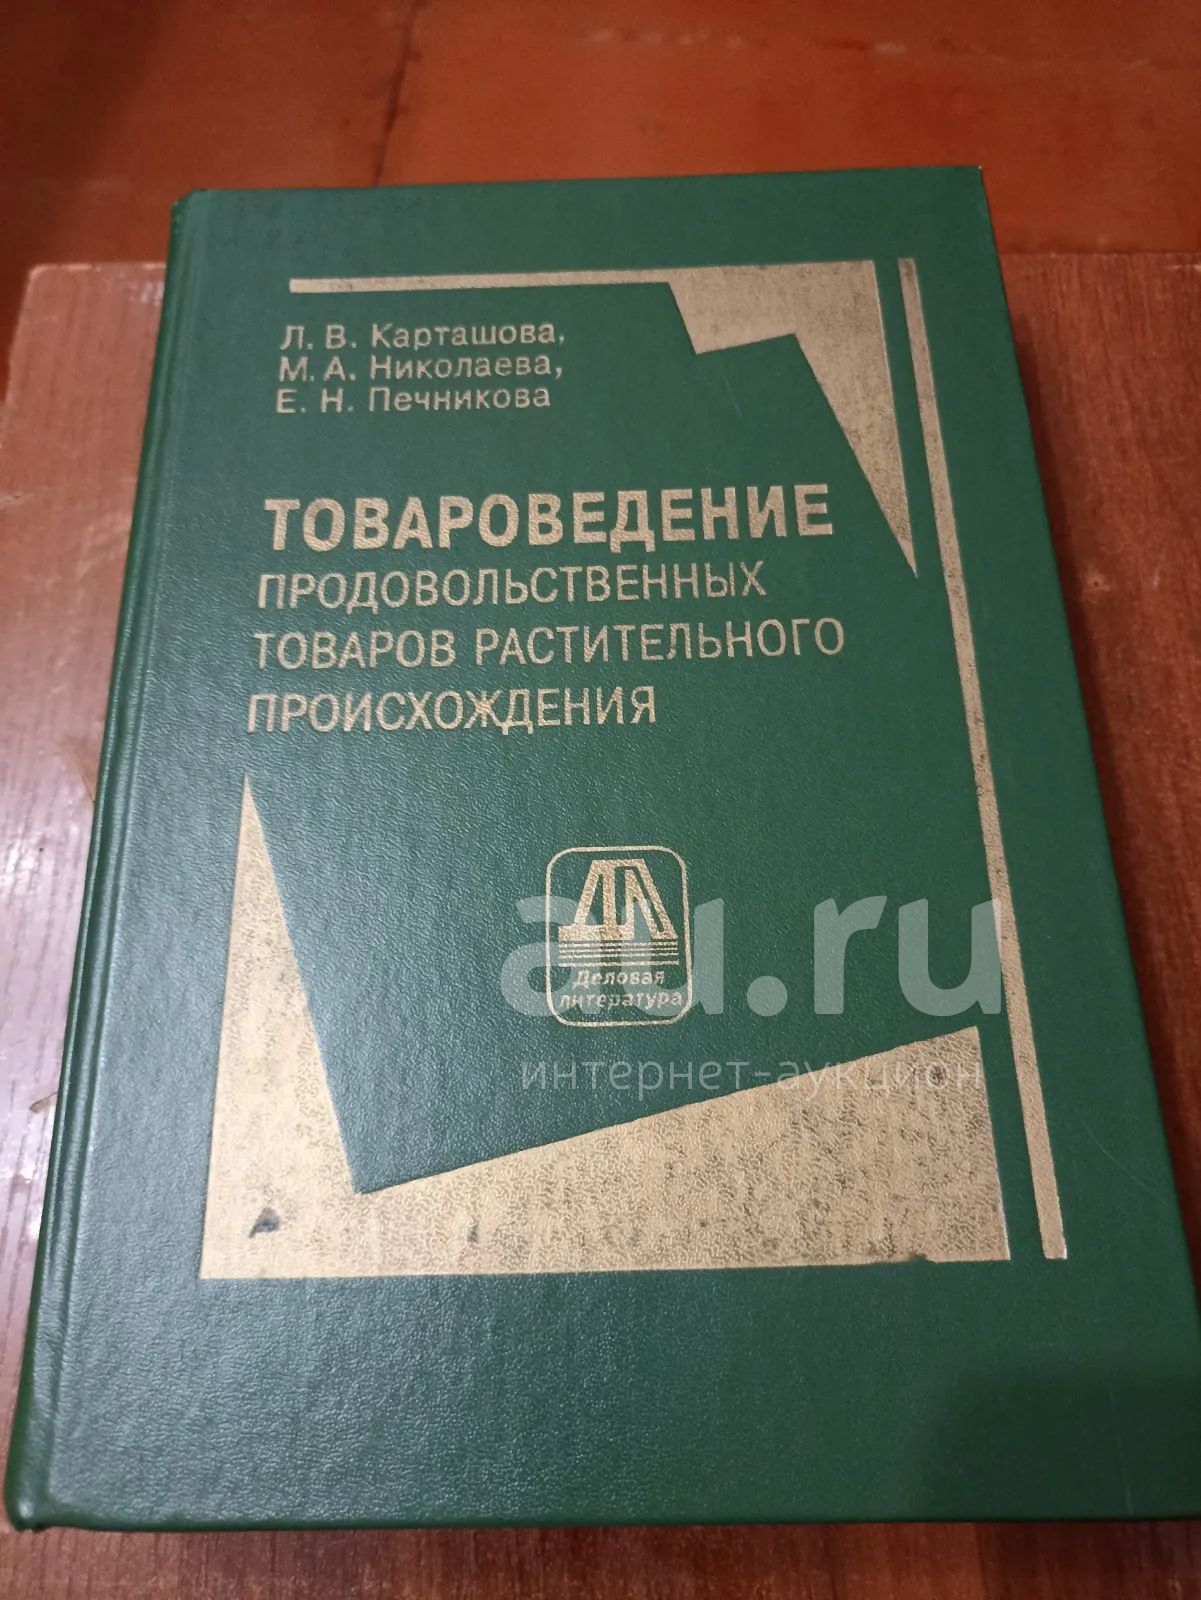 Л. В. Карташова,
М. А. Николаева,
Е. Н. Печникова
ТОВАРОВЕДЕНИЕ
ПРОДОВОЛЬСТВЕННЫХ
ТОВАРОВ РАСТИТЕЛЬНОГО
ПРОИСХОЖДЕНИЯ
ДЛ
Деловая
литература
au.ru
интернет-аукцион